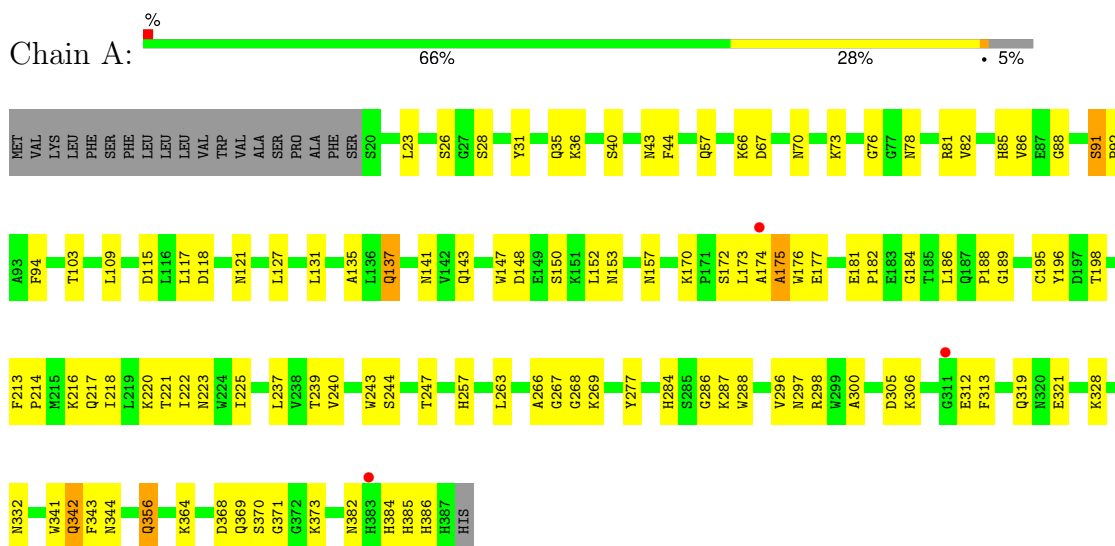 %
Chain A:
66% 28% • 5%
MET VAL LYS LEU PHE SER PHE LEU LEU LEU VAL TRP VAL ALA SER PRO ALA PHE SER S20 L23 S26 G27 S28 Y31 Q35 K36 S40 N43 F44 Q57 K66 D67 N70 K73 G76 G77 N78 R81 V82 H85 V86 E87 G88 S91 P92
A93 F94 T103 L109 D115 L116 L117 D118 N121 L127 L131 A135 L136 Q137 N141 V142 Q143 W147 D148 E149 S150 K151 L152 N153 N157 K170 P171 S172 L173 A174 A175 W176 E177 E181 P182 E183 G184 T185 L186 Q187 P188 G189 C195 Y196 D197 T198
F213 P214 M215 K216 Q217 I218 L219 K220 T221 I222 N223 W224 I225 L237 V238 T239 V240 W243 S244 T247 H257 L263 A266 G267 G268 K269 Y277 H284 S285 G286 K287 W288 V296 N297 R298 W299 A300 D305 K306 G311 E312 F313 Q319 N320 E321 K328
N332 W341 Q342 F343 N344 Q356 K364 D368 Q369 S370 G371 G372 K373 N382 H383 H384 H385 H386 H387 HIS